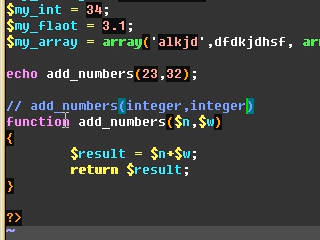 $my_int = 34;
$my_flaot = 3.1;
$my_array = array('alkjd',dfdkjdhsf, ar
echo add_numbers(23,32);
// add_numbers(integer,integer)
function add_numbers($n,$w)
{
$result = $n+$w;
return $result;
}
?>
~